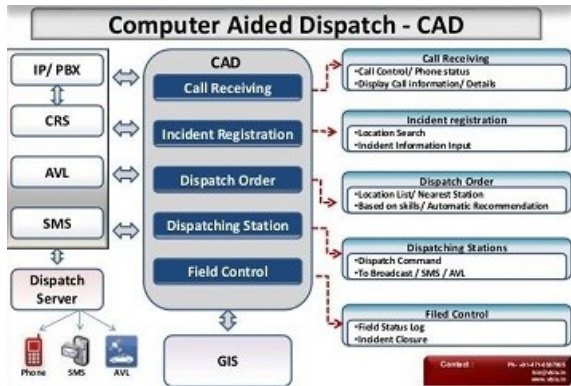 Computer Aided Dispatch - CAD
IP/ PBX
CRS
AVL
SMS
Dispatch
Server
Phone
SMS
AVL
CAD
Call Receiving
Incident Registration
Dispatch Order
Dispatching Station
Field Control
GIS
Call Receiving
•Call Control/ Phone status
•Display Call information/ Details
Incident registration
•Location Search
•Incident Information Input
Dispatch Order
•Location List/ Nearest Station
•Based on skills/ Automatic Recommendation
Dispatching Stations
•Dispatch Command
•To Broadcast / SMS / AVL
Filed Control
•Field Status Log
•Incident Closure
Contact :